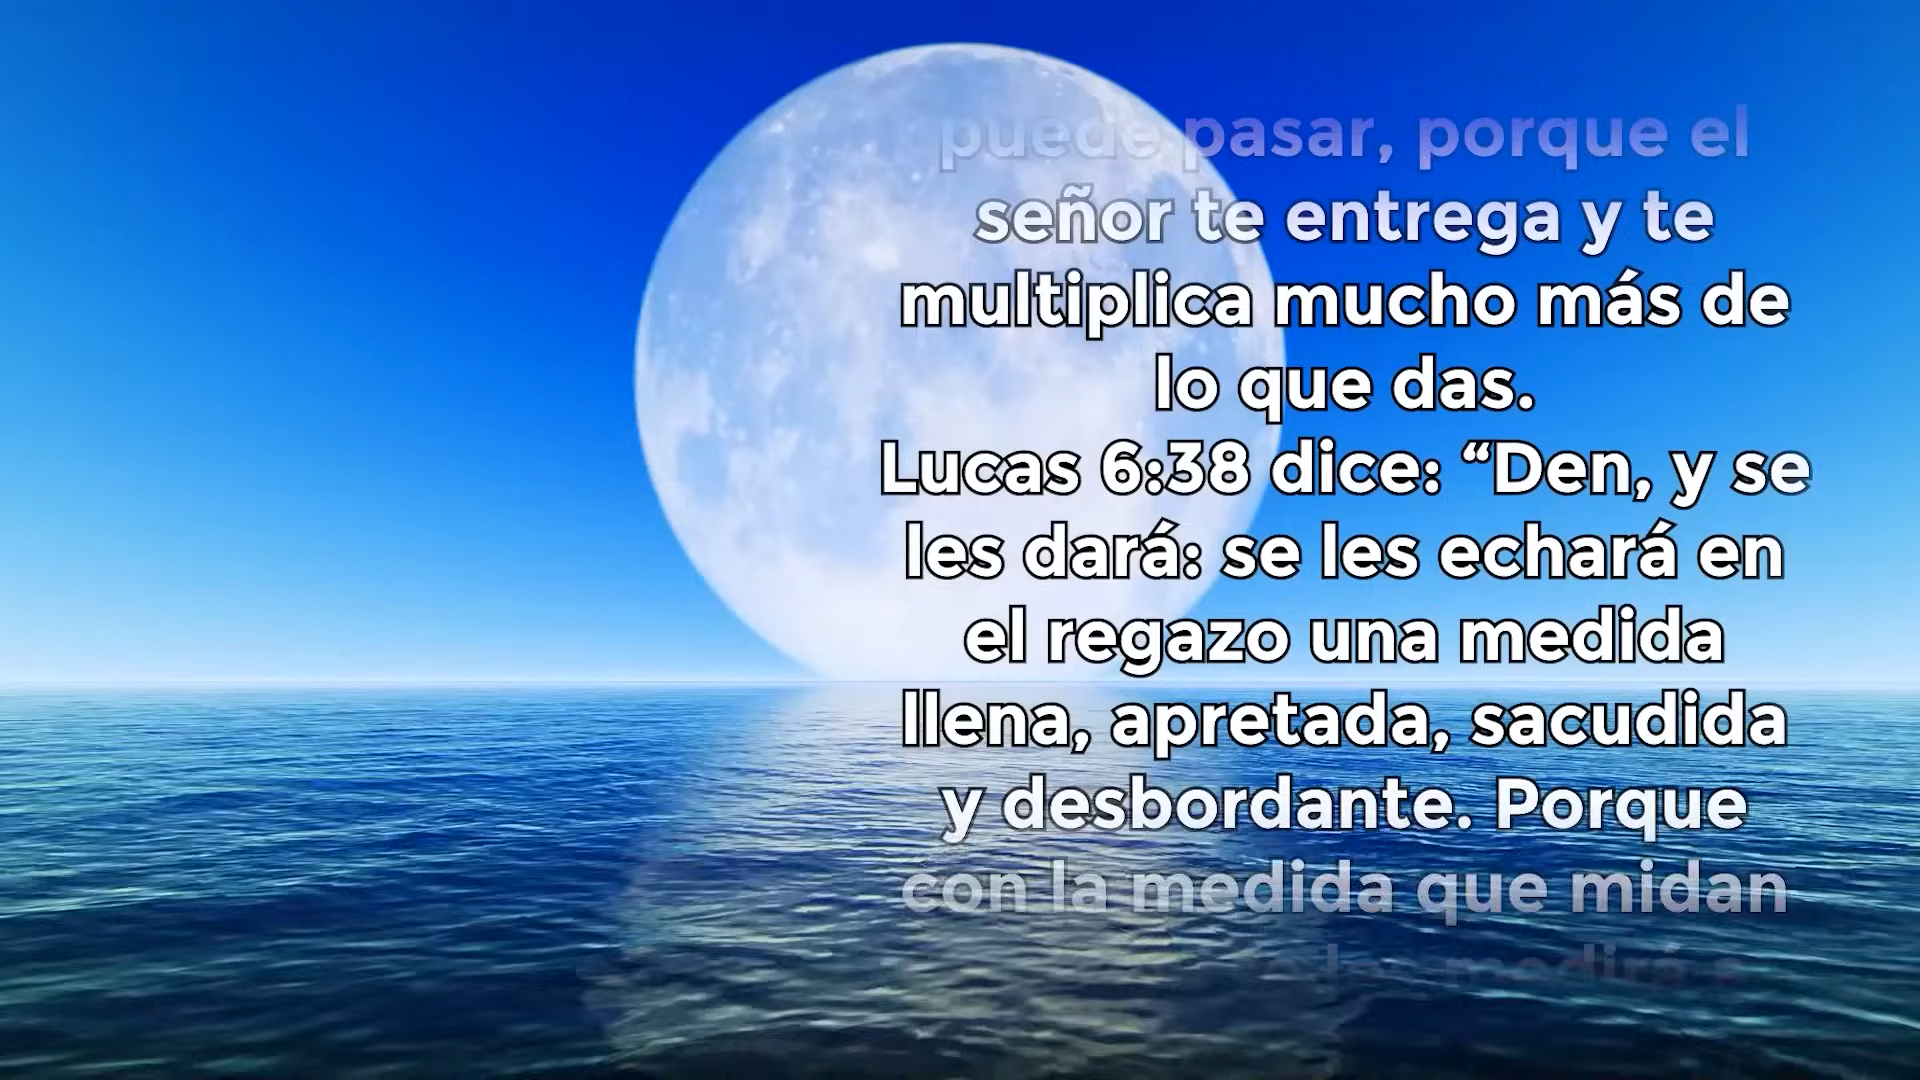 puede pasar, porque el
señor te entrega y te
multiplica mucho más de
lo que das.
Lucas 6:38 dice: “Den, y se
les dará: se les echará en
el regazo una medida
llena, apretada, sacudida
y desbordante. Porque
con la medida que midan
medirá a